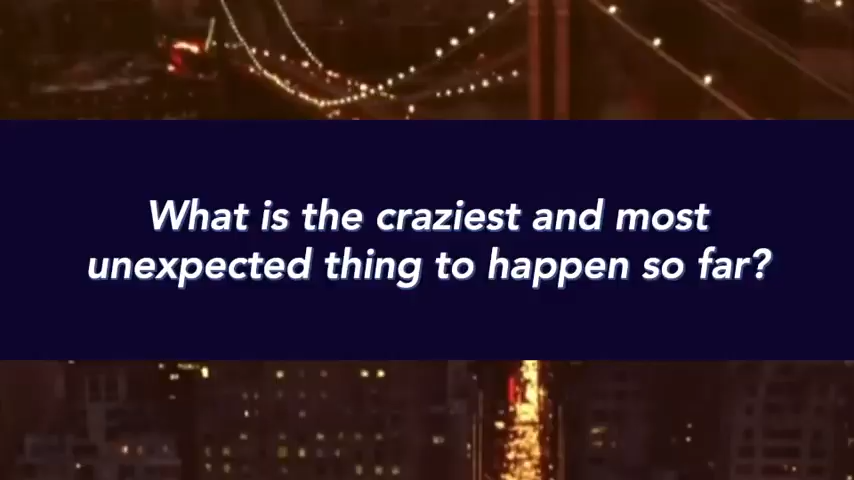 What is the craziest and most
unexpected thing to happen so far?